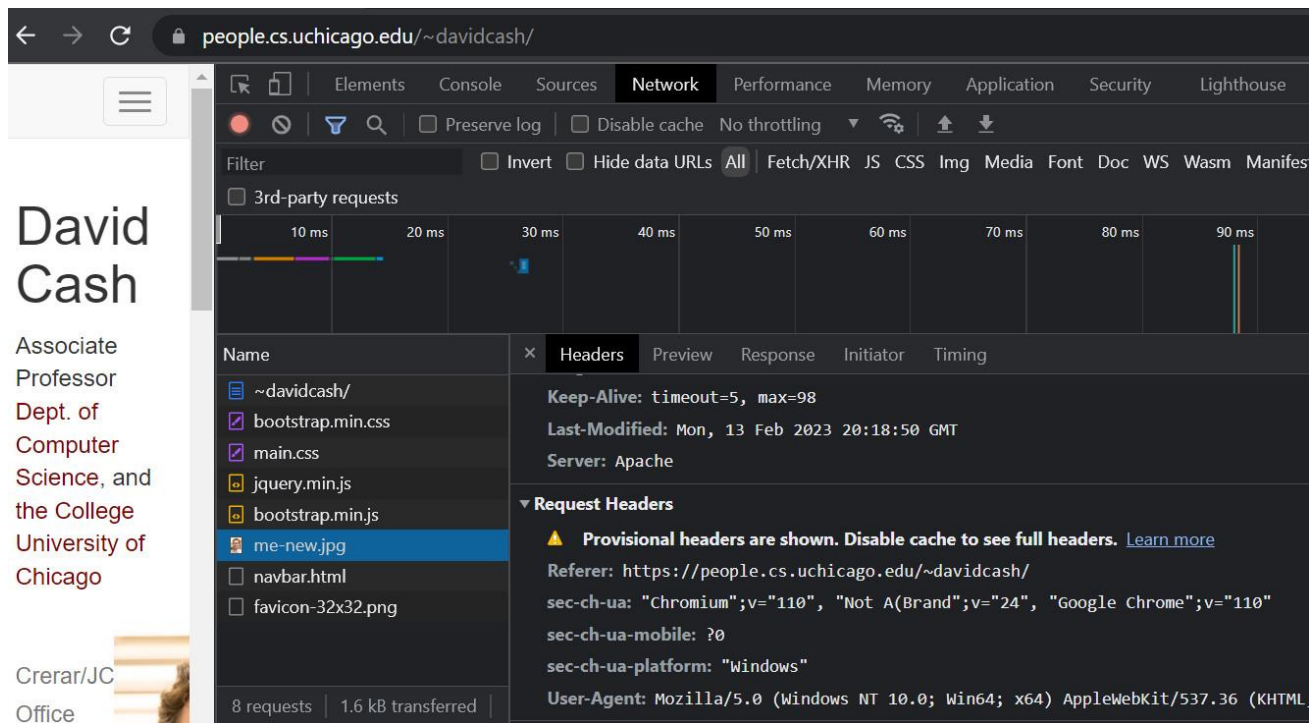 people.cs.uchicago.edu/~davidcash/
Elements Console Sources Network Performance Memory Application Security Lighthouse
Preserve log Disable cache No throttling
Filter Invert Hide data URLs All Fetch/XHR JS CSS Img Media Font Doc WS Wasm Manifes
3rd-party requests
10 ms 20 ms 30 ms 40 ms 50 ms 60 ms 70 ms 80 ms 90 ms
David
Cash
Associate
Professor
Dept. of
Computer
Science, and
the College
University of
Chicago
Crerar/JC
Office
Name
~davidcash/
bootstrap.min.css
main.css
jquery.min.js
bootstrap.min.js
me-new.jpg
navbar.html
favicon-32x32.png
8 requests 1.6 kB transferred
× Headers Preview Response Initiator Timing
Keep-Alive: timeout=5, max=98
Last-Modified: Mon, 13 Feb 2023 20:18:50 GMT
Server: Apache
Request Headers
Provisional headers are shown. Disable cache to see full headers. Learn more
Referer: https://people.cs.uchicago.edu/~davidcash/
sec-ch-ua: "Chromium";v="110", "Not A(Brand";v="24", "Google Chrome";v="110"
sec-ch-ua-mobile: ?0
sec-ch-ua-platform: "Windows"
User-Agent: Mozilla/5.0 (Windows NT 10.0; Win64; x64) AppleWebKit/537.36 (KHTML,